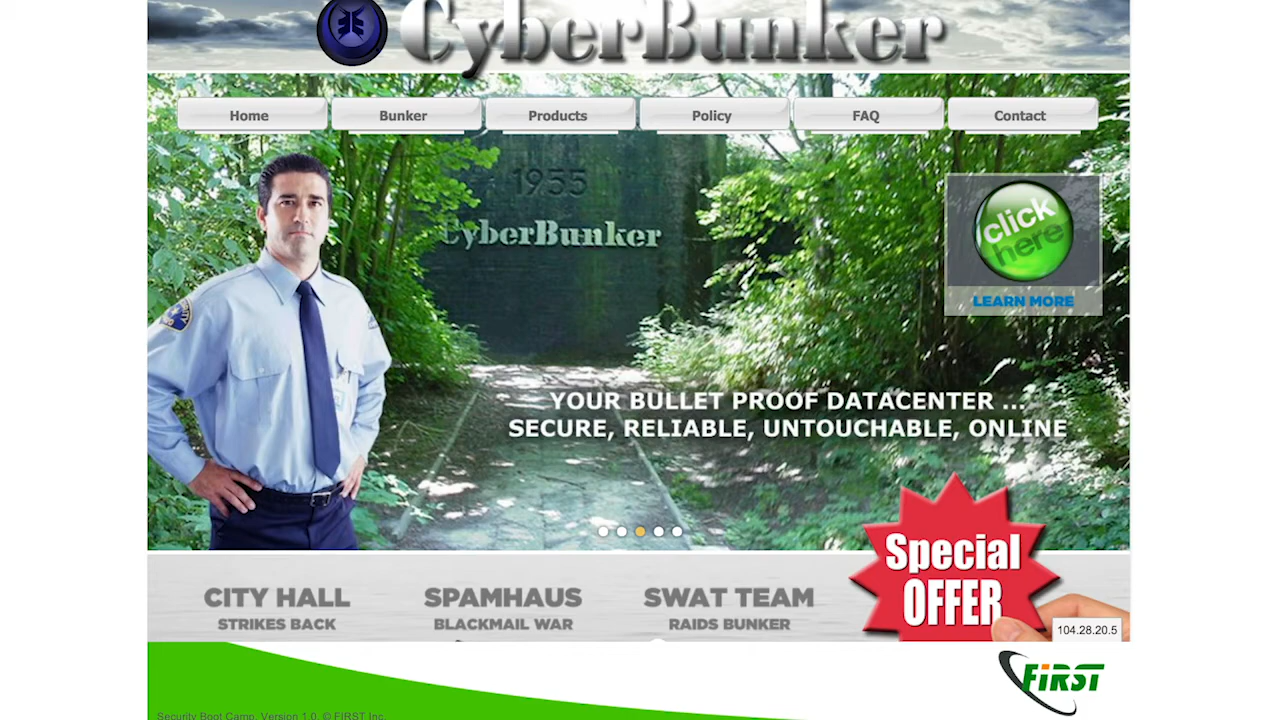 CyberBunker
Home Bunker Products Policy FAQ Contact
1955
CyberBunker
click
here
LEARN MORE
YOUR BULLET PROOF DATACENTER ...
SECURE, RELIABLE, UNTOUCHABLE, ONLINE
Special
OFFER
CITY HALL
STRIKES BACK
SPAMHAUS
BLACKMAIL WAR
SWAT TEAM
RAIDS BUNKER
104.28.20.5
FiRST
Security Boot Camp, Version 1.0, © FIRST Inc.